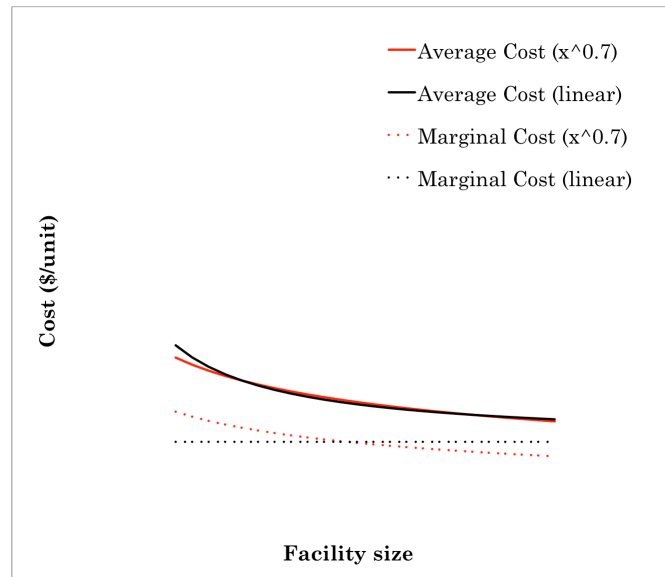 Average Cost (x^0.7)
Average Cost (linear)
Marginal Cost (x^0.7)
Marginal Cost (linear)
Cost ($/unit)
Facility size